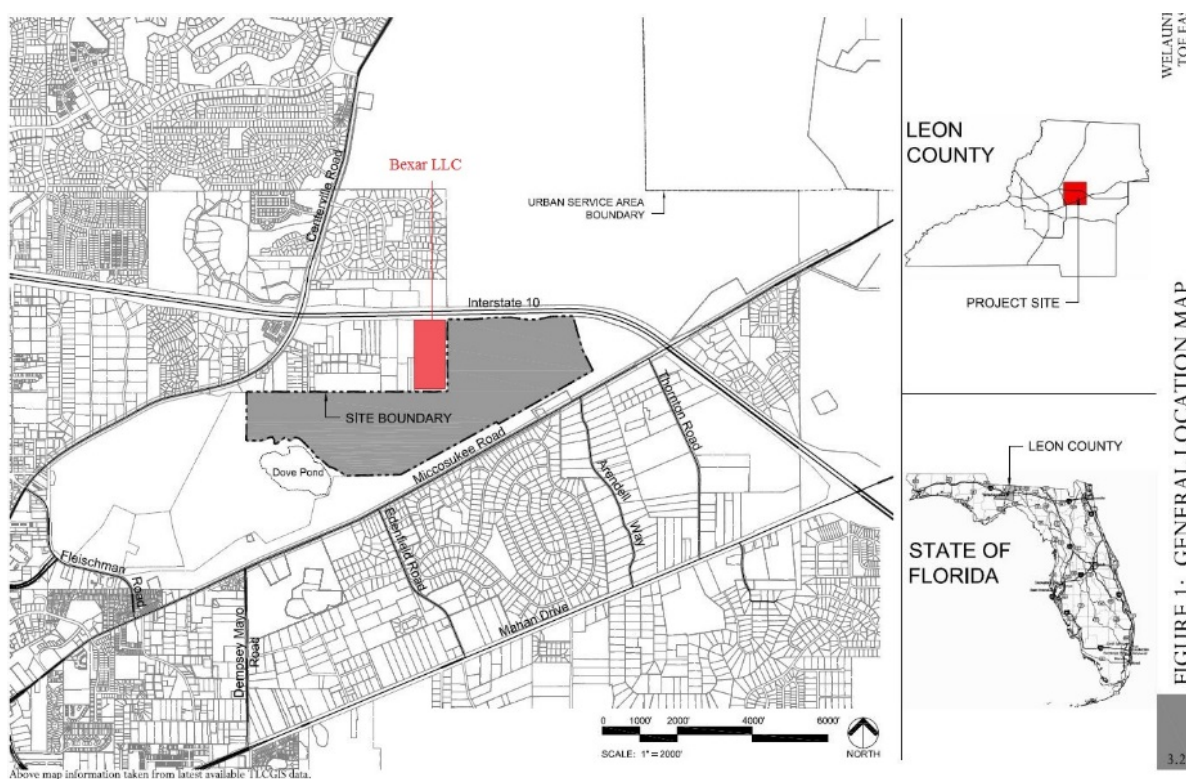 Bexar LLC
Centerville Road
URBAN SERVICE AREA
BOUNDARY
Interstate 10
SITE BOUNDARY
Dove Pond
Miccosukee Road
Thornton Road
Arendell
Way
Edenfield Road
Fleischman
Road
Dempsey Mayo
Road
Mahan Drive
0 1000' 2000' 4000' 6000'
SCALE: 1" = 2000'
NORTH
Above map information taken from latest available TLCGIS data.
LEON
COUNTY
PROJECT SITE
LEON COUNTY
STATE OF
FLORIDA
FIGURE 1: GENERAL LOCATION MAP
3.2